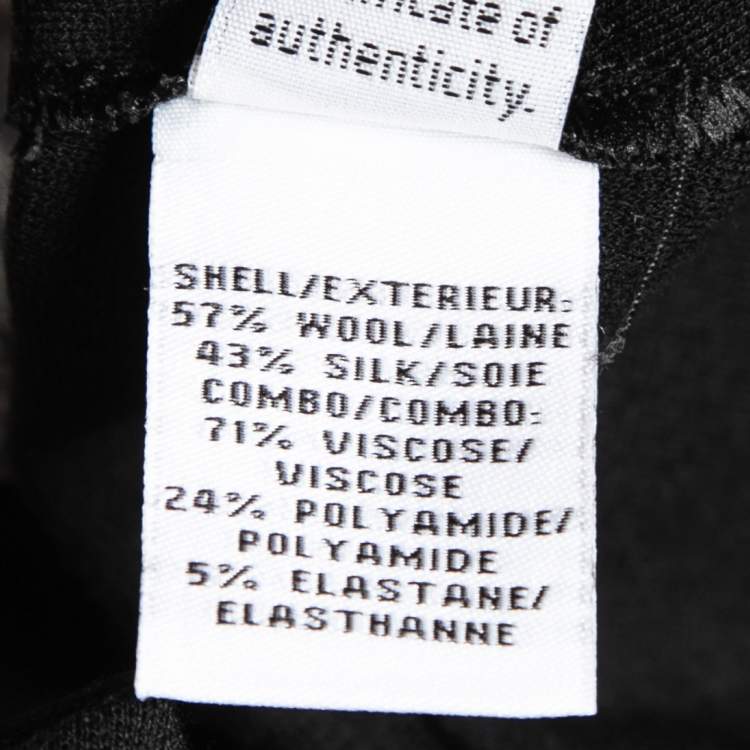 of
authenticity.
SHELL/EXTERIEUR:
57% WOOL/LAINE
43% SILK/SOIE
COMBO/COMBO:
71% VISCOSE/
VISCOSE
24% POLYAMIDE/
POLYAMIDE
5% ELASTANE/
ELASTHANNE